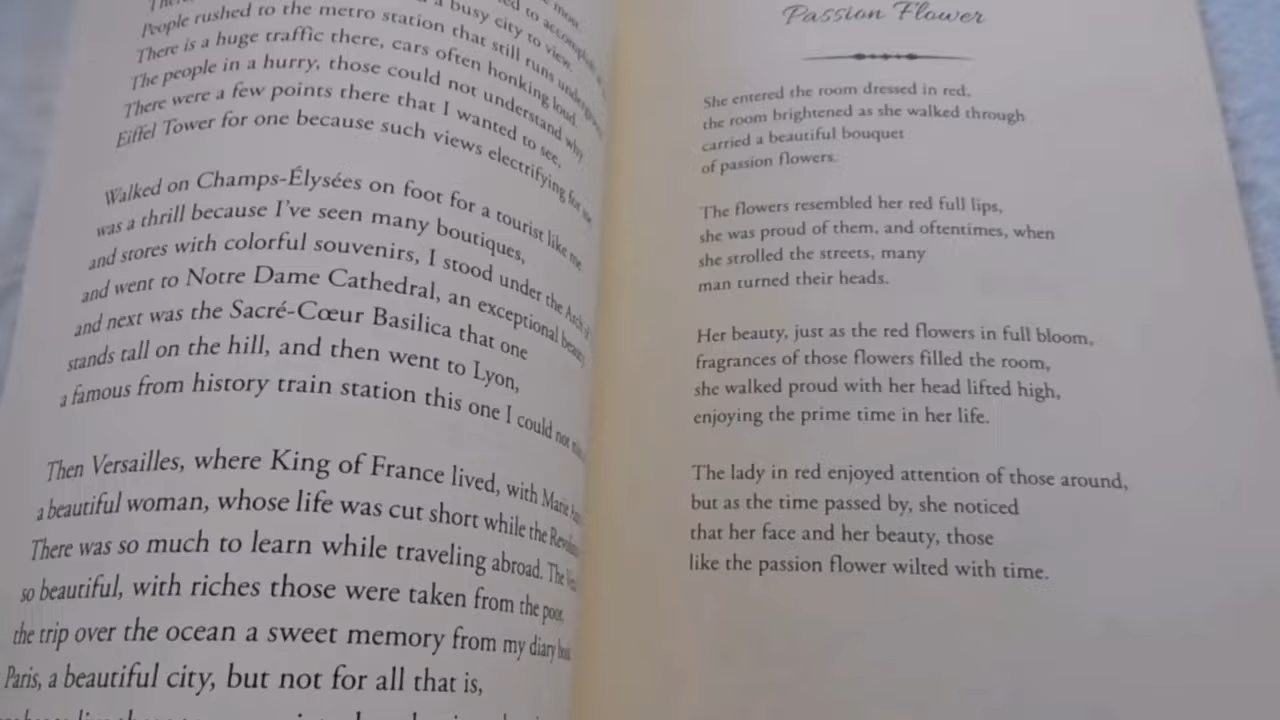 People rushed to the metro station that still runs
a busy city to view.
There is a huge traffic there, cars often honking loud.
The people in a hurry, those could not understand why
There were a few points there that I wanted to see,
Eiffel Tower for one because such views electrifying for me
Walked on Champs-Élysées on foot for a tourist like me
was a thrill because I've seen many boutiques,
and stores with colorful souvenirs, I stood under the Arch
and went to Notre Dame Cathedral, an exceptional beauty
and next was the Sacré-Cœur Basilica that one
stands tall on the hill, and then went to Lyon,
a famous from history train station this one I could not
Then Versailles, where King of France lived, with Marie
a beautiful woman, whose life was cut short while the
There was so much to learn while traveling abroad. The
so beautiful, with riches those were taken from the poor,
the trip over the ocean a sweet memory from my diary
Paris, a beautiful city, but not for all that is,
Passion Flower
She entered the room dressed in red,
the room brightened as she walked through
carried a beautiful bouquet
of passion flowers.
The flowers resembled her red full lips,
she was proud of them, and oftentimes, when
she strolled the streets, many
man turned their heads.
Her beauty, just as the red flowers in full bloom,
fragrances of those flowers filled the room,
she walked proud with her head lifted high,
enjoying the prime time in her life.
The lady in red enjoyed attention of those around,
but as the time passed by, she noticed
that her face and her beauty, those
like the passion flower wilted with time.